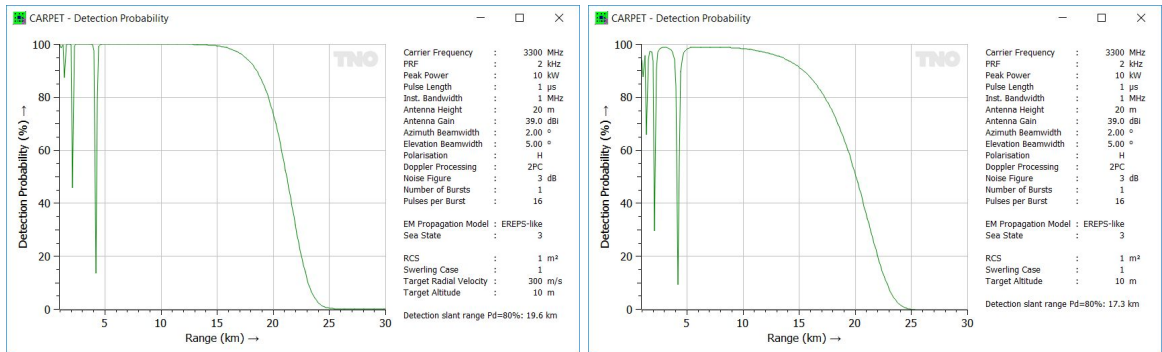 CARPET - Detection Probability
TNO
Detection Probability (%) →
100
80
60
40
20
0
5
10
15
20
25
30
Range (km) →
Carrier Frequency : 3300 MHz
PRF : 2 kHz
Peak Power : 10 kW
Pulse Length : 1 µs
Inst. Bandwidth : 1 MHz
Antenna Height : 20 m
Antenna Gain : 39.0 dBi
Azimuth Beamwidth : 2.00 º
Elevation Beamwidth : 5.00 º
Polarisation : H
Doppler Processing : 2PC
Noise Figure : 3 dB
Number of Bursts : 1
Pulses per Burst : 16
EM Propagation Model : EREPS-like
Sea State : 3
RCS : 1 m²
Swerling Case : 1
Target Radial Velocity : 300 m/s
Target Altitude : 10 m
Detection slant range Pd=80%: 19.6 km
CARPET - Detection Probability
TNO
Detection Probability (%) →
100
80
60
40
20
0
5
10
15
20
25
30
Range (km) →
Carrier Frequency : 3300 MHz
PRF : 2 kHz
Peak Power : 10 kW
Pulse Length : 1 µs
Inst. Bandwidth : 1 MHz
Antenna Height : 20 m
Antenna Gain : 39.0 dBi
Azimuth Beamwidth : 2.00 º
Elevation Beamwidth : 5.00 º
Polarisation : H
Doppler Processing : 2PC
Noise Figure : 3 dB
Number of Bursts : 1
Pulses per Burst : 16
EM Propagation Model : EREPS-like
Sea State : 3
RCS : 1 m²
Swerling Case : 1
Target Altitude : 10 m
Detection slant range Pd=80%: 17.3 km